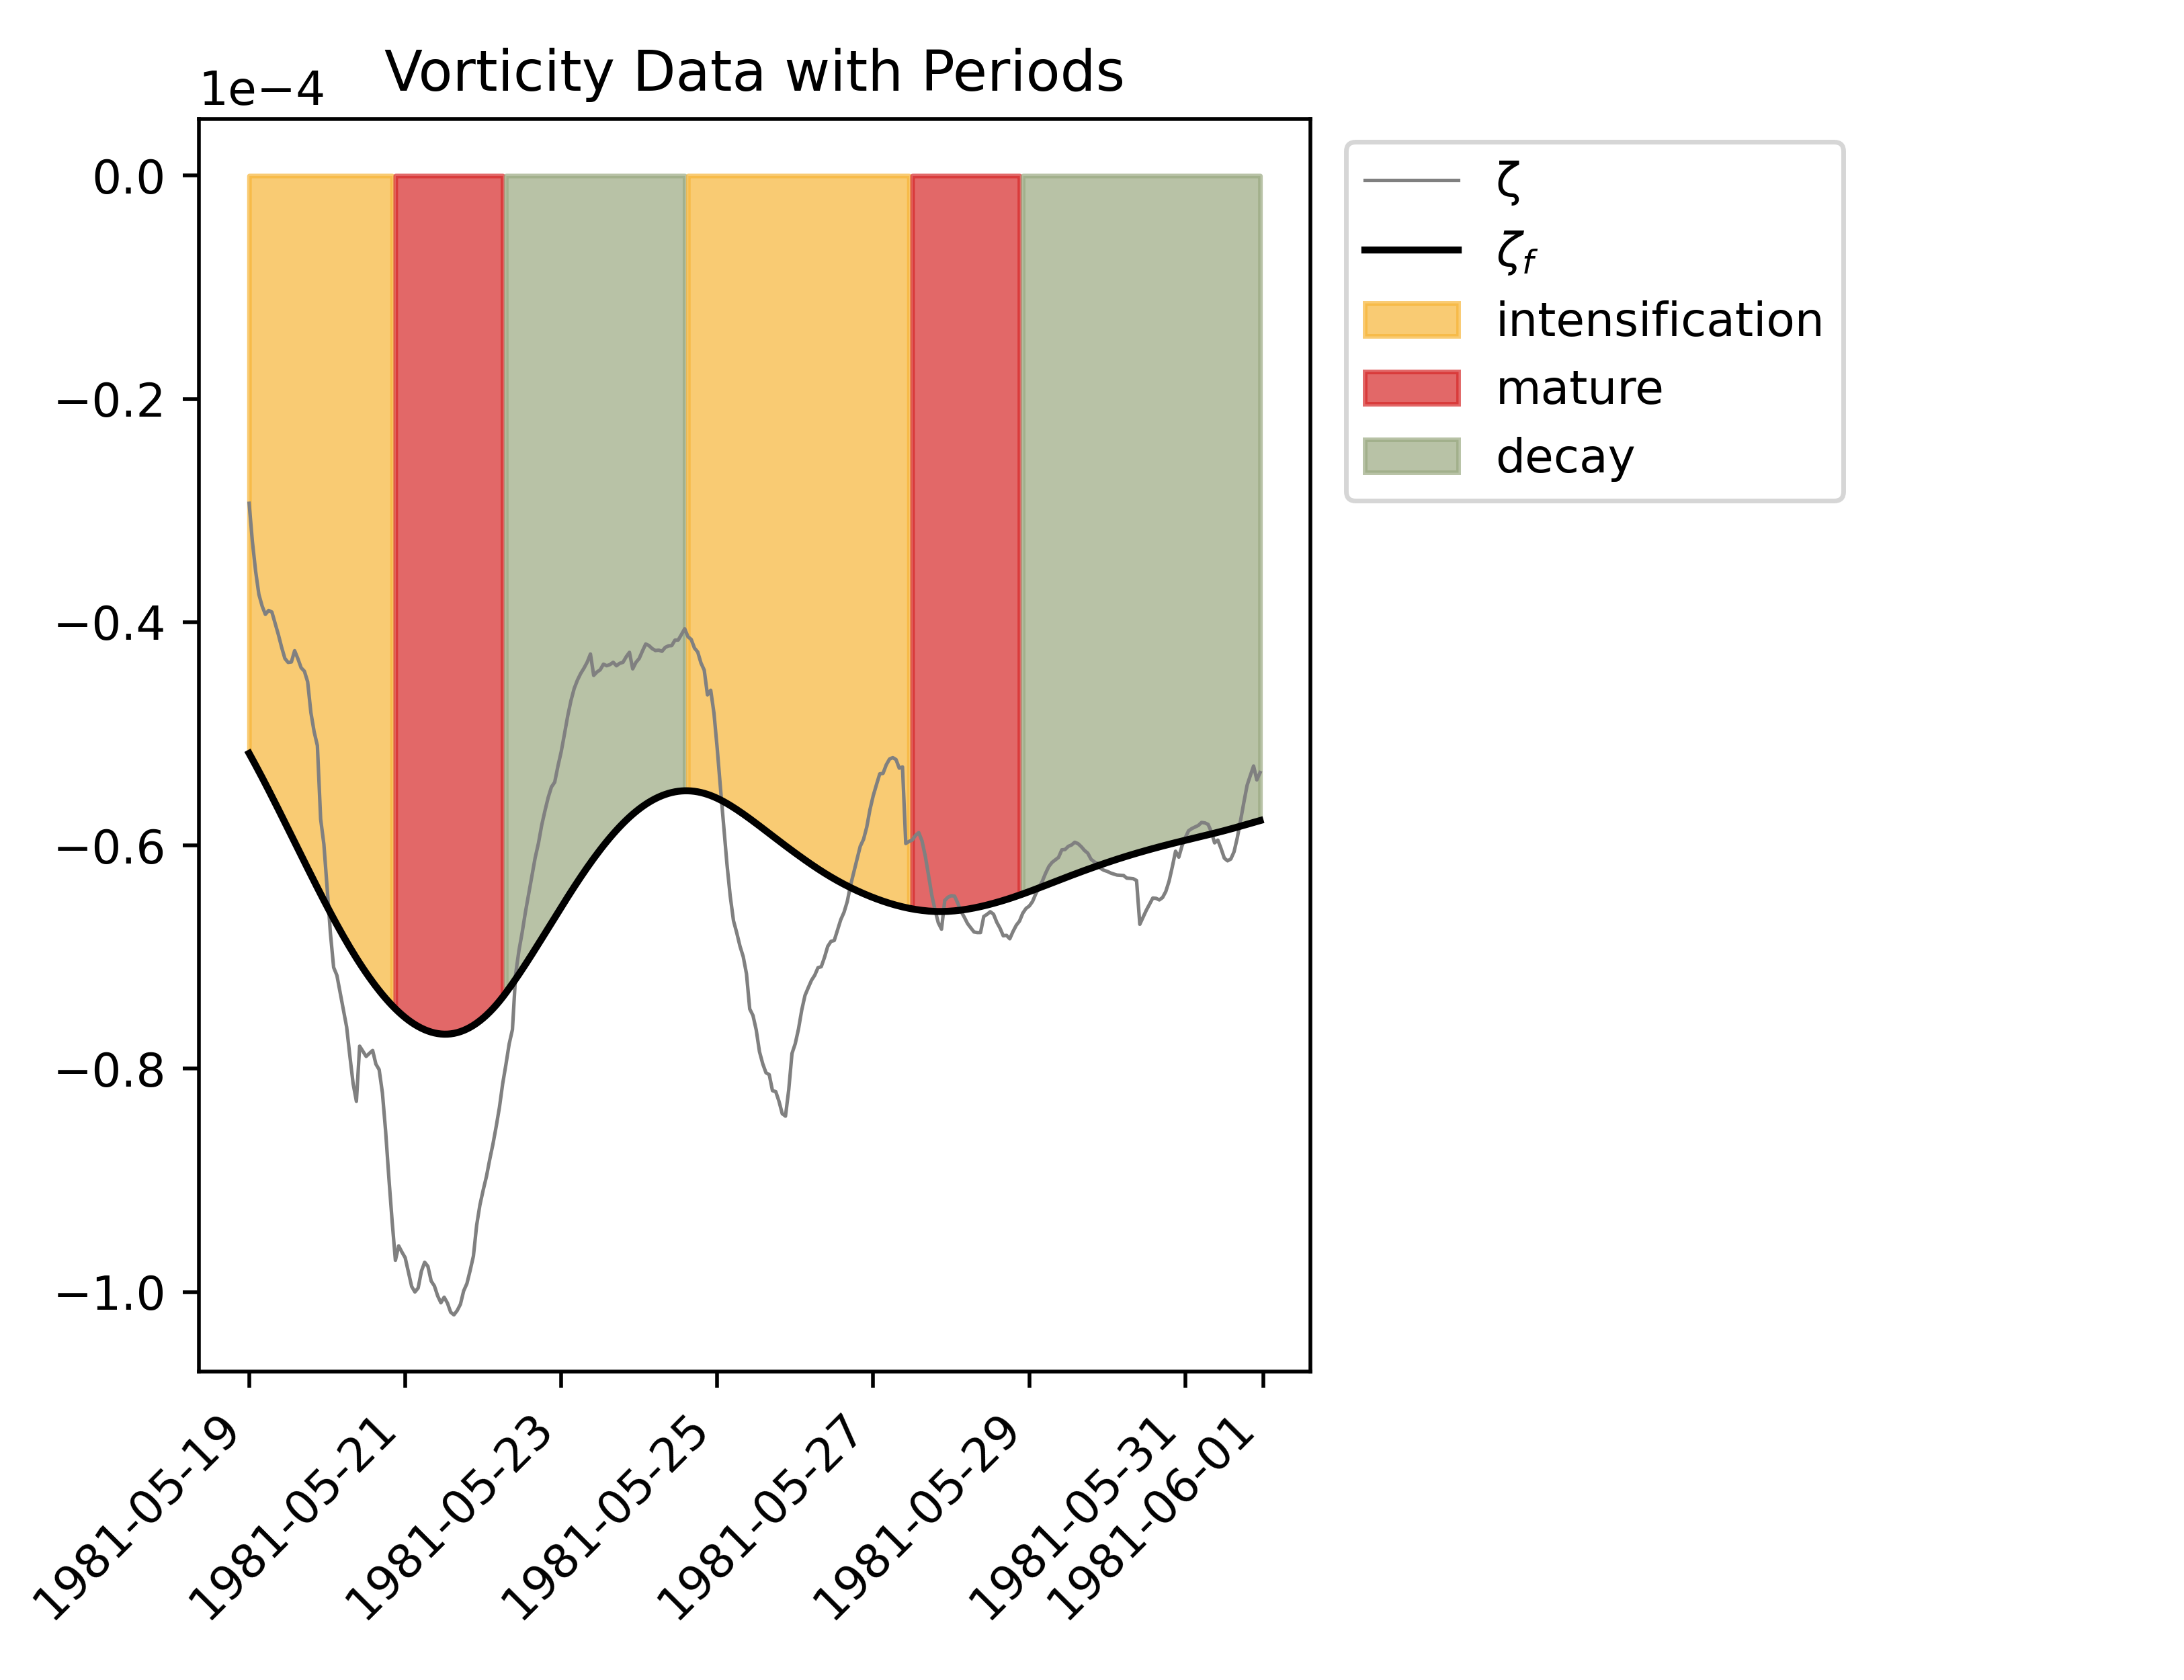 Vorticity Data with Periods
1e−4
0.0
−0.2
−0.4
−0.6
−0.8
−1.0
1981-05-19
1981-05-21
1981-05-23
1981-05-25
1981-05-27
1981-05-29
1981-05-31
1981-06-01
ζ
ζf
intensification
mature
decay